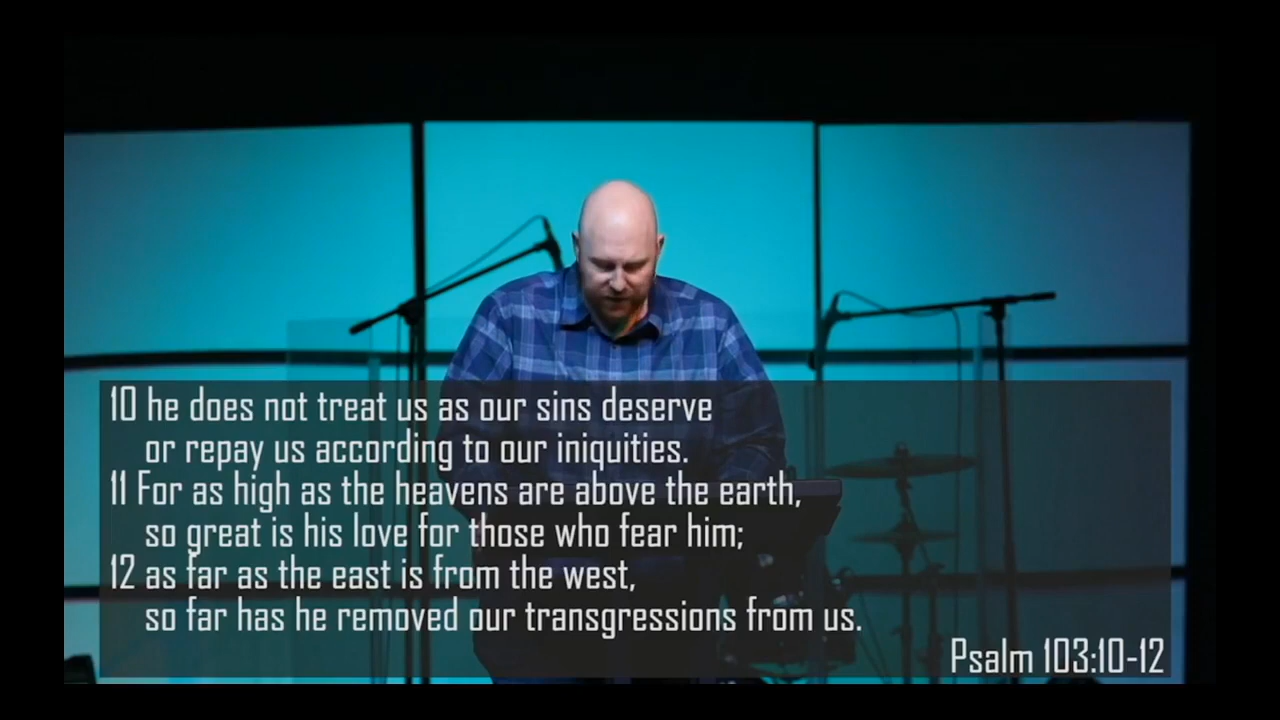 10 he does not treat us as our sins deserve
or repay us according to our iniquities.
11 For as high as the heavens are above the earth,
so great is his love for those who fear him;
12 as far as the east is from the west,
so far has he removed our transgressions from us.
Psalm 103:10-12